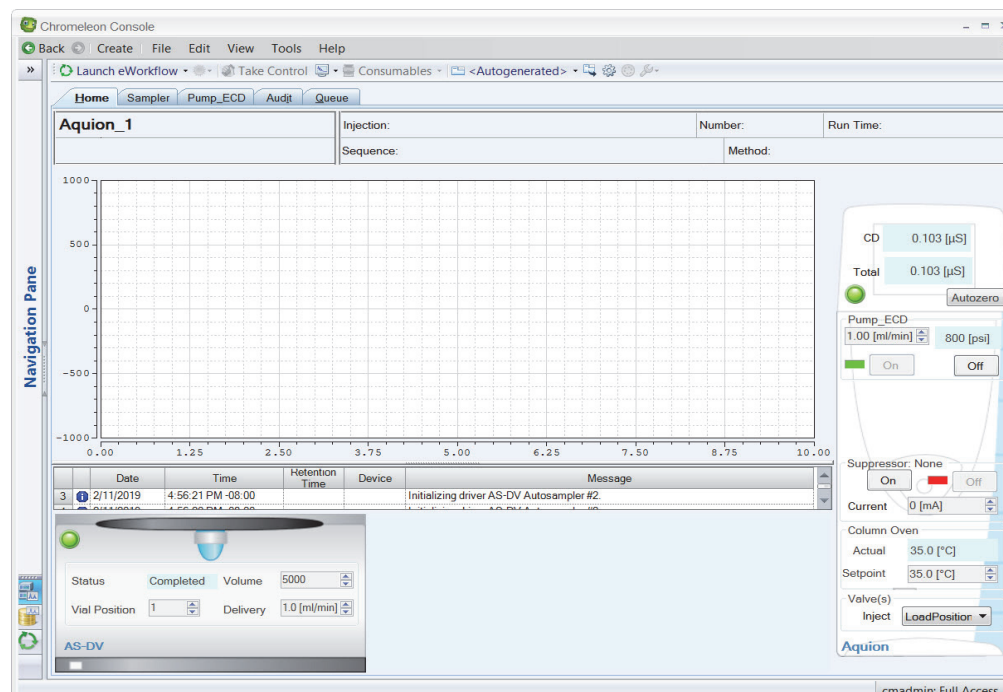 Chromeleon Console
Back Create File Edit View Tools Help
» Launch eWorkflow Take Control Consumables <Autogenerated>
Home Sampler Pump_ECD Audit Queue
Aquion_1 Injection: Number: Run Time:
Sequence: Method:
1000
500
0
-500
-1000
0.00 1.25 2.50 3.75 5.00 6.25 7.50 8.75 10.00
Navigation Pane
CD 0.103 [µS]
Total 0.103 [µS]
Autozero
Pump_ECD
1.00 [ml/min] 800 [psi]
On Off
Suppressor: None
On Off
Current 0 [mA]
Column Oven
Actual 35.0 [°C]
Setpoint 35.0 [°C]
Valve(s)
Inject LoadPosition
Aquion
Date Time Retention Time Device Message
3 2/11/2019 4:56:21 PM -08:00 Initializing driver AS-DV Autosampler #2.
Status Completed Volume 5000
Vial Position 1 Delivery 1.0 [ml/min]
AS-DV
cmadmin: Full Access